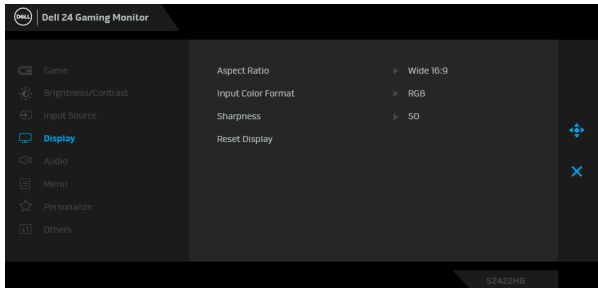 DELL Dell 24 Gaming Monitor
Game
Brightness/Contrast
Input Source
Display
Audio
Menu
Personalize
Others
Aspect Ratio Wide 16:9
Input Color Format RGB
Sharpness 50
Reset Display
S2422HG